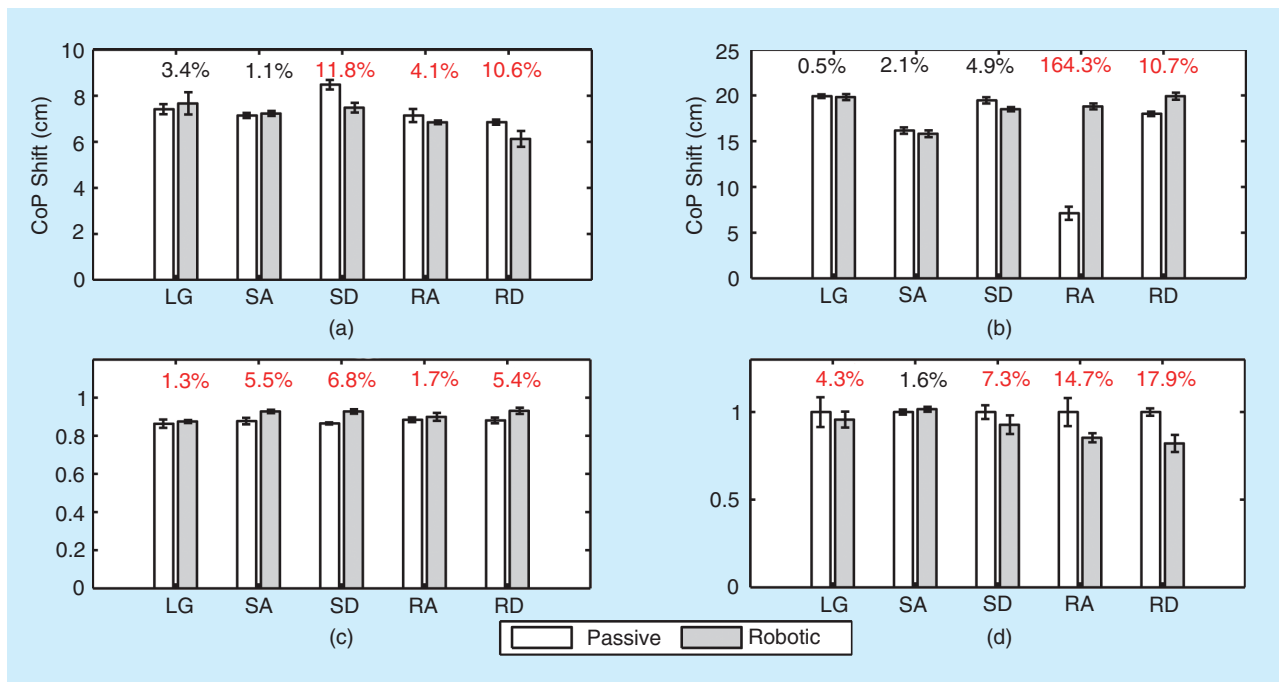 10
8
6
4
2
0
CoP Shift (cm)
3.4% 1.1% 11.8% 4.1% 10.6%
LG SA SD RA RD
(a)
25
20
15
10
5
0
CoP Shift (cm)
0.5% 2.1% 4.9% 164.3% 10.7%
LG SA SD RA RD
(b)
1
0.8
0.6
0.4
0.2
0
1.3% 5.5% 6.8% 1.7% 5.4%
LG SA SD RA RD
(c)
1
0.5
0
4.3% 1.6% 7.3% 14.7% 17.9%
LG SA SD RA RD
(d)
Passive Robotic